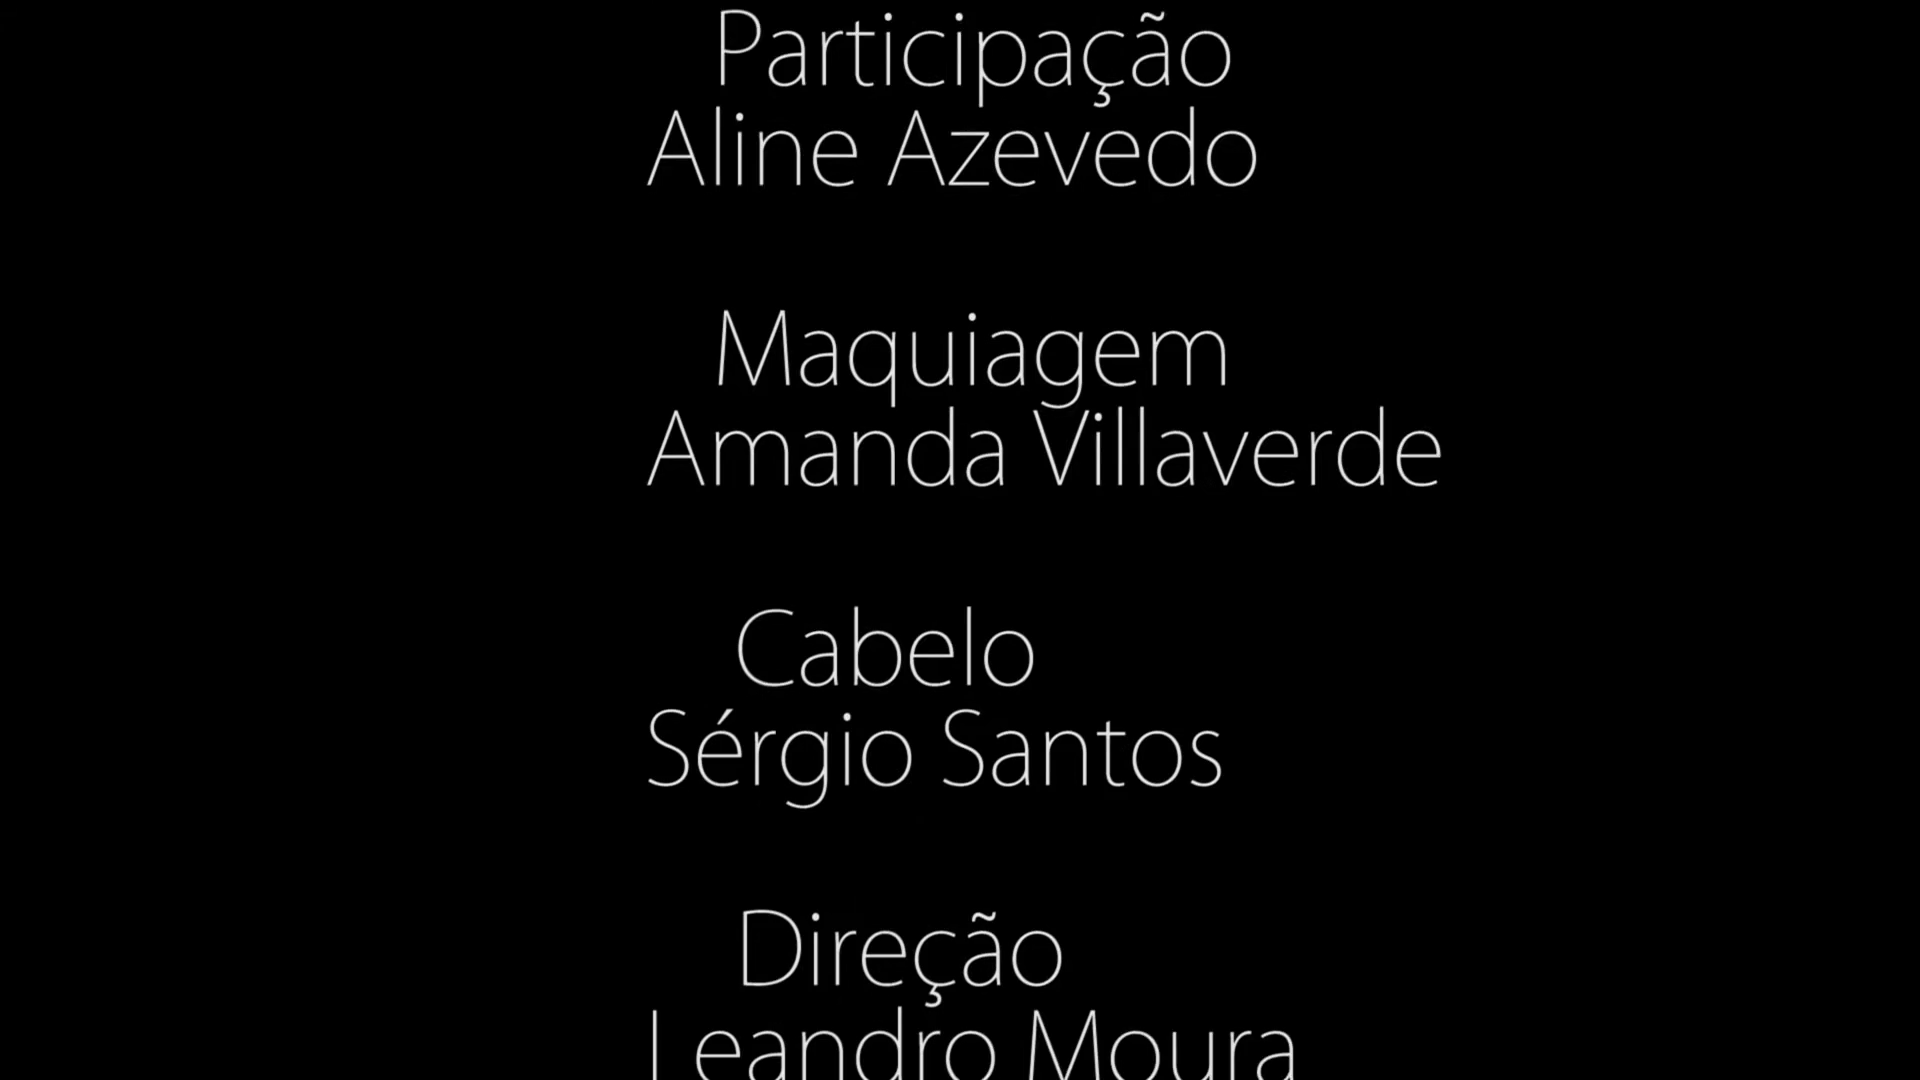 Participação
Aline Azevedo
Maquiagem
Amanda Villaverde
Cabelo
Sérgio Santos
Direção
Leandro Moura